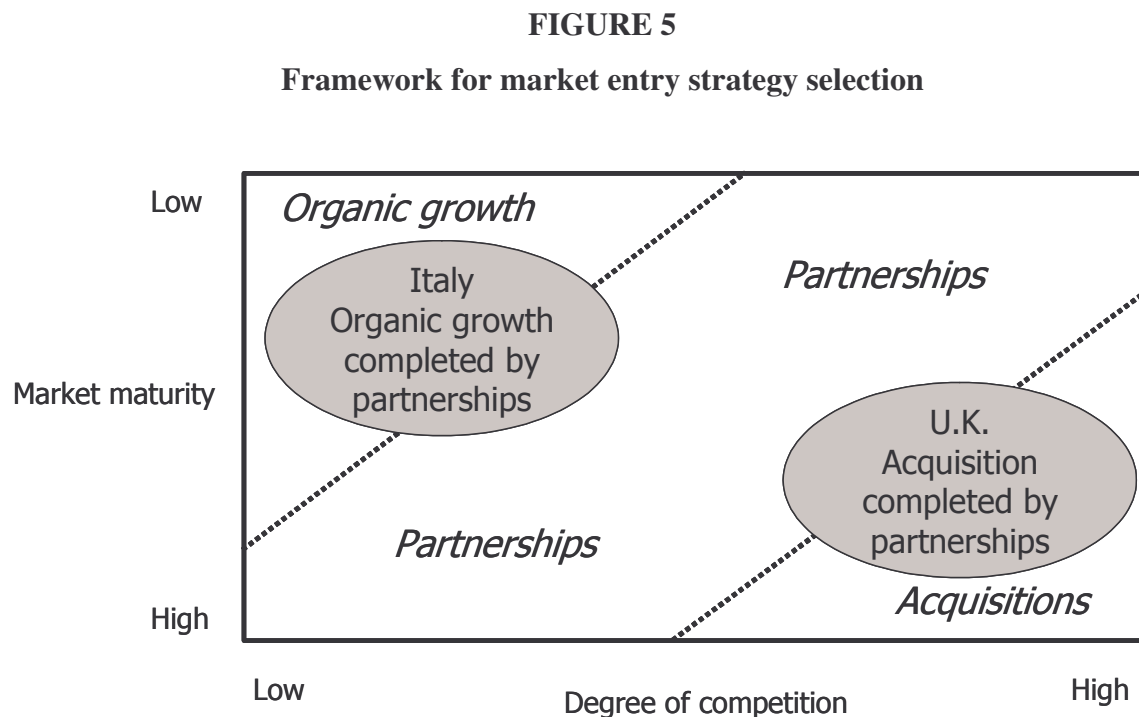 FIGURE 5
Framework for market entry strategy selection
Low
Organic growth
Italy
Organic growth
completed by
partnerships
Partnerships
Market maturity
U.K.
Acquisition
completed by
partnerships
Partnerships
Acquisitions
High
Low
Degree of competition
High